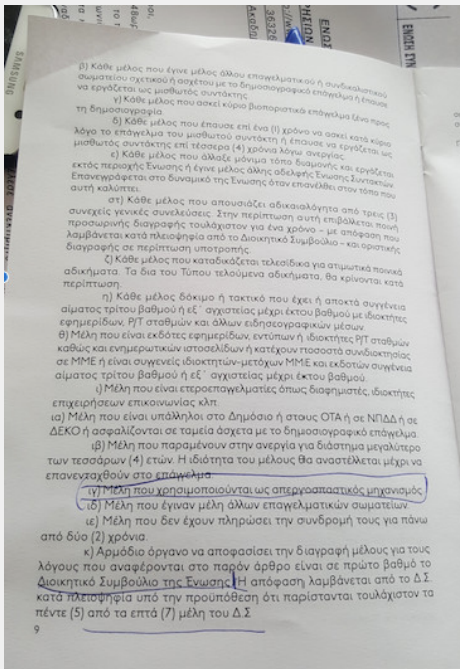 β) Κάθε μέλος που έγινε μέλος άλλου επαγγελματικού ή συνδικαλιστικού
σωματείου σχετικού ή ασχέτου με το δημοσιογραφικό επάγγελμα ή έπαυσε
να εργάζεται ως μισθωτός συντάκτης.
γ) Κάθε μέλος που ασκεί κύριο βιοποριστικό επάγγελμα ξένο προς
τη δημοσιογραφία.
δ) Κάθε μέλος που έπαυσε επί ένα (1) χρόνο να ασκεί κατά κύριο
λόγο το επάγγελμα του μισθωτού συντάκτη ή έπαυσε να εργάζεται ως
μισθωτός συντάκτης επί τέσσερα (4) χρόνια λόγω ανεργίας.
ε) Κάθε μέλος που άλλαξε μόνιμα τόπο διαμονής και εργάζεται
εκτός περιοχής Ένωσης ή έγινε μέλος άλλης αδελφής Ένωσης Συντακτών
Επανεγγράφεται στο δυναμικό της Ένωσης όταν επανέλθει στον τόπο που
αυτή καλύπτει.
στ) Κάθε μέλος που απουσιάζει αδικαιολόγητα από τρεις (3)
συνεχείς γενικές συνελεύσεις. Στην περίπτωση αυτή επιβάλλεται ποινή
προσωρινής διαγραφής τουλάχιστον για ένα χρόνο – με απόφαση που
λαμβάνεται κατά πλειοψηφία από το Διοικητικό Συμβούλιο – και οριστικής
διαγραφής σε περίπτωση υποτροπής.
ζ) Κάθε μέλος που καταδικάζεται τελεσίδικα για ατιμωτικά ποινικά
αδικήματα. Τα δια του Τύπου τελούμενα αδικήματα, θα κρίνονται κατά
περίπτωση.
η) Κάθε μέλος δόκιμο ή τακτικό που έχει ή αποκτά συγγένεια
αίματος τρίτου βαθμού ή εξ΄ αγχιστείας μέχρι έκτου βαθμού με ιδιοκτήτες
εφημερίδων, Ρ/Τ σταθμών και άλλων ειδησεογραφικών μέσων.
θ) Μέλη που είναι εκδότες εφημερίδων, εντύπων ή ιδιοκτήτες Ρ/Τ σταθμών
καθώς και ενημερωτικών ιστοσελίδων ή κατέχουν ποσοστά συνιδιοκτησίας
σε ΜΜΕ ή είναι συγγενείς ιδιοκτητών-μετόχων ΜΜΕ και εκδοτών συγγένεια
αίματος τρίτου βαθμού ή εξ΄ αγχιστείας μέχρι έκτου βαθμού.
ι) Μέλη που είναι ετεροεπαγγελματίες όπως διαφημιστές, ιδιοκτήτες
επιχειρήσεων επικοινωνίας κλπ.
ια) Μέλη που είναι υπάλληλοι στο Δημόσιο ή στους ΟΤΑ ή σε ΝΠΔΔ ή σε
ΔΕΚΟ ή ασφαλίζονται σε ταμεία άσχετα με το δημοσιογραφικό επάγγελμα.
ιβ) Μέλη που παραμένουν στην ανεργία για διάστημα μεγαλύτερο
των τεσσάρων (4) ετών. Η ιδιότητα του μέλους θα αναστέλλεται μέχρι να
επανενταχθούν στο επάγγελμα.
ιγ) Μέλη που χρησιμοποιούνται ως απεργοσπαστικός μηχανισμός
ιδ) Μέλη που έγιναν μέλη άλλων επαγγελματικών σωματείων.
ιε) Μέλη που δεν έχουν πληρώσει την συνδρομή τους για πάνω
από δύο (2) χρόνια.
κ) Αρμόδιο όργανο να αποφασίσει την διαγραφή μέλους για τους
λόγους που αναφέρονται στο παρόν άρθρο είναι σε πρώτο βαθμό το
Διοικητικό Συμβούλιο της Ένωσης. Η απόφαση λαμβάνεται από το Δ.Σ.
κατά πλειοψηφία υπό την προϋπόθεση ότι παρίστανται τουλάχιστον τα
πέντε (5) από τα επτά (7) μέλη του Δ.Σ
9
SAMSUNG
ΕΝΩΣ
ΗΣΙΩΝ
36326
Ακαδημ
ΕΝΩΣΗ ΣΥΝ